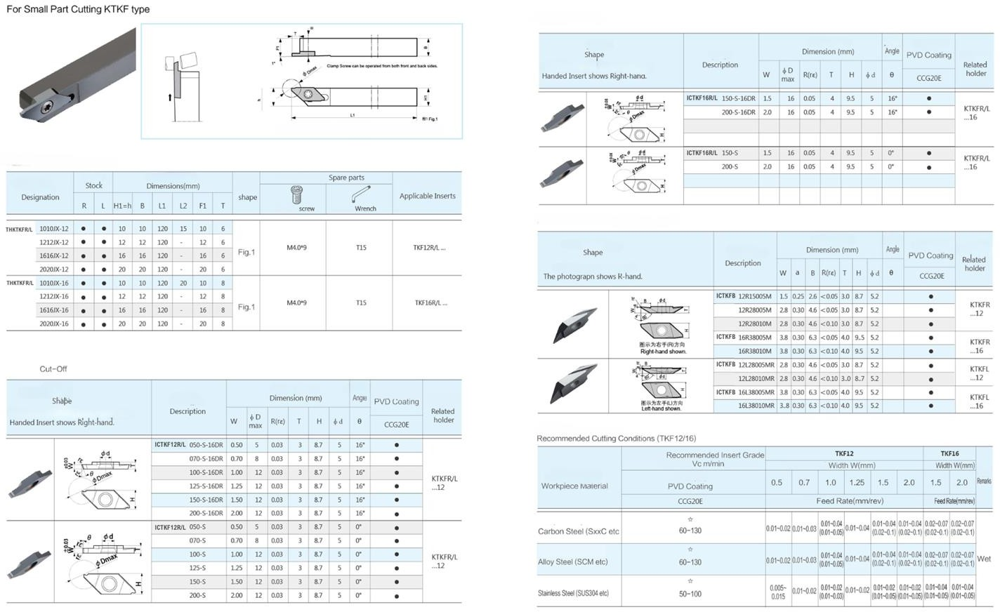 For Small Part Cutting KTKF type
T
B
F1
B
1°
Clamp Screw can be operated from both front and back sides.
φ Dmax
h
H1
L1
Fig.1
Designation Stock Dimensions(mm) shape Spare parts Applicable Inserts
R L H1=h B L1 L2 F1 T screw Wrench
THKTKFR/L 1010JX-12 ● ● 10 10 120 15 10 6
1212JX-12 ● ● 12 12 120 - 12 6
Fig.1 M4.0*9 T15 TKF12R/L ...
1616JX-12 ● ● 16 16 120 - 16 6
2020JX-12 ● ● 20 20 120 - 20 6
THKTKFR/L 1010JX-16 ● ● 10 10 120 20 10 8
1212JX-16 ● ● 12 12 120 - 12 8
Fig.1 M4.0*9 T15 TKF16R/L ...
1616JX-16 ● ● 16 16 120 - 16 8
2020JX-16 ● ● 20 20 120 - 20 8
Cut-Off
Shape Description Dimension (mm) Angle PVD Coating Related holder
Handed Insert shows Right-hand.
W φ D max R(rε) T H φ d θ CCG20E
ICTKF12R/L 050-S-16DR 0.50 5 0.03 3 8.7 5 16° ●
070-S-16DR 0.70 8 0.03 3 8.7 5 16° ●
100-S-16DR 1.00 12 0.03 3 8.7 5 16° ●
KTKFR/L ...12
125-S-16DR 1.25 12 0.03 3 8.7 5 16° ●
150-S-16DR 1.50 12 0.03 3 8.7 5 16° ●
200-S-16DR 2.00 12 0.03 3 8.7 5 16° ●
φd
W ±0.03
T
θ
φDmax
H
ICTKF12R/L 050-S 0.50 5 0.03 3 8.7 5 0° ●
070-S 0.70 8 0.03 3 8.7 5 0° ●
100-S 1.00 12 0.03 3 8.7 5 0° ●
KTKFR/L ...12
125-S 1.25 12 0.03 3 8.7 5 0° ●
150-S 1.50 12 0.03 3 8.7 5 0° ●
200-S 2.00 12 0.03 3 8.7 5 0° ●
θ φd
W ±0.03
T
φDmax
H
Shape Description Dimension (mm) Angle PVD Coating Related holder
Handed Insert shows Right-hand.
W φ D max R(rε) T H φ d θ CCG20E
ICTKF16R/L 150-S-16DR 1.5 16 0.05 4 9.5 5 16° ●
200-S-16DR 2.0 16 0.05 4 9.5 5 16° ●
KTKFR/L ...16
φd
W ±0.03
T
θ
φDmax
H
ICTKF16R/L 150-S 1.5 16 0.05 4 9.5 5 0° ●
200-S 2.0 16 0.05 4 9.5 5 0° ●
KTKFR/L ...16
θ φd
W ±0.03
T
φDmax
H
Shape Description Dimension (mm) Angle PVD Coating Related holder
The photograpn shows R-hand.
W a B R(rε) T H φ d θ CCG20E
ICTKFB 12R15005M 1.5 0.25 2.6 <0.05 3.0 8.7 5.2 ●
12R28005M 2.8 0.30 4.6 <0.05 3.0 8.7 5.2 ●
12R28010M 2.8 0.30 4.6 <0.10 3.0 8.7 5.2 ●
KTKFR ...12
ICTKFB 16R38005M 3.8 0.30 6.3 <0.05 4.0 9..5 5.2 ●
16R38010M 3.8 0.30 6.3 <0.10 4.0 9.5 5.2 ●
KTKFR ...16
B φd
W T
60°
H
图示为右手(R)方向
Right-hand shown.
ICTKFB 12L28005MR 2.8 0.30 4.6 <0.05 3.0 8.7 5.2 ●
12L28010MR 2.8 0.30 4.6 <0.10 3.0 8.7 5.2 ●
KTKFL ...12
ICTKFB 16L38005MR 3.8 0.30 6.3 <0.05 4.0 9.5 5.2 ●
16L38010MR 3..8 0.30 6.3 <0.10 4.0 9.5 5.2 ●
KTKFL ...16
B
W T
60° φd
H
图示为左手(L)方向
Left-hand shown.
Recommended Cutting Conditions (TKF12/16)
Workpiece Material Recommended Insert Grade Vc m/min TKF12 TKF16 Remarks
Width W(mm) Width W(mm)
PVD Coating 0.5 0.7 1.0 1.25 1.5 2.0 1.5 2.0
CCG20E Feed Rate(mm/rev) Feed Rate(mm/rev)
Carbon Steel (SxxC etc ☆ 60~130 0.01~0.02 0.01~0.03 0.01~0.04 (0.01~0.05) 0.01~0.04 0.01~0.04 (0.02~0.1) 0.01~0.04 (0.02~0.1) 0.02~0.07 (0.02~0.1) 0.02~0.07 (0.02~0.1)
Alloy Steel (SCM etc) ☆ 60~130 0.01~0.02 0.01~0.03 0.01~0.04 (0.01~0.05) 0.01~0.04 0.01~0.04 (0.02~0.1) 0.01~0.04 (0.02~0.1) 0.02~0.07 (0.02~0.1) 0.02~0.07 (0.02~0.1) Wet
Stainless Steel (SUS304 etc) ☆ 50~100 0.005~ 0.015 0.01~0.02 0.01~0.02 (0.01~0.03) 0.01~0.02 0.01~0.02 (0.01~0.05) 0.01~0.02 (0.01~0.05) 0.01~0.04 (0.01~0.05) 0.01~0.04 (0.01~0.05)